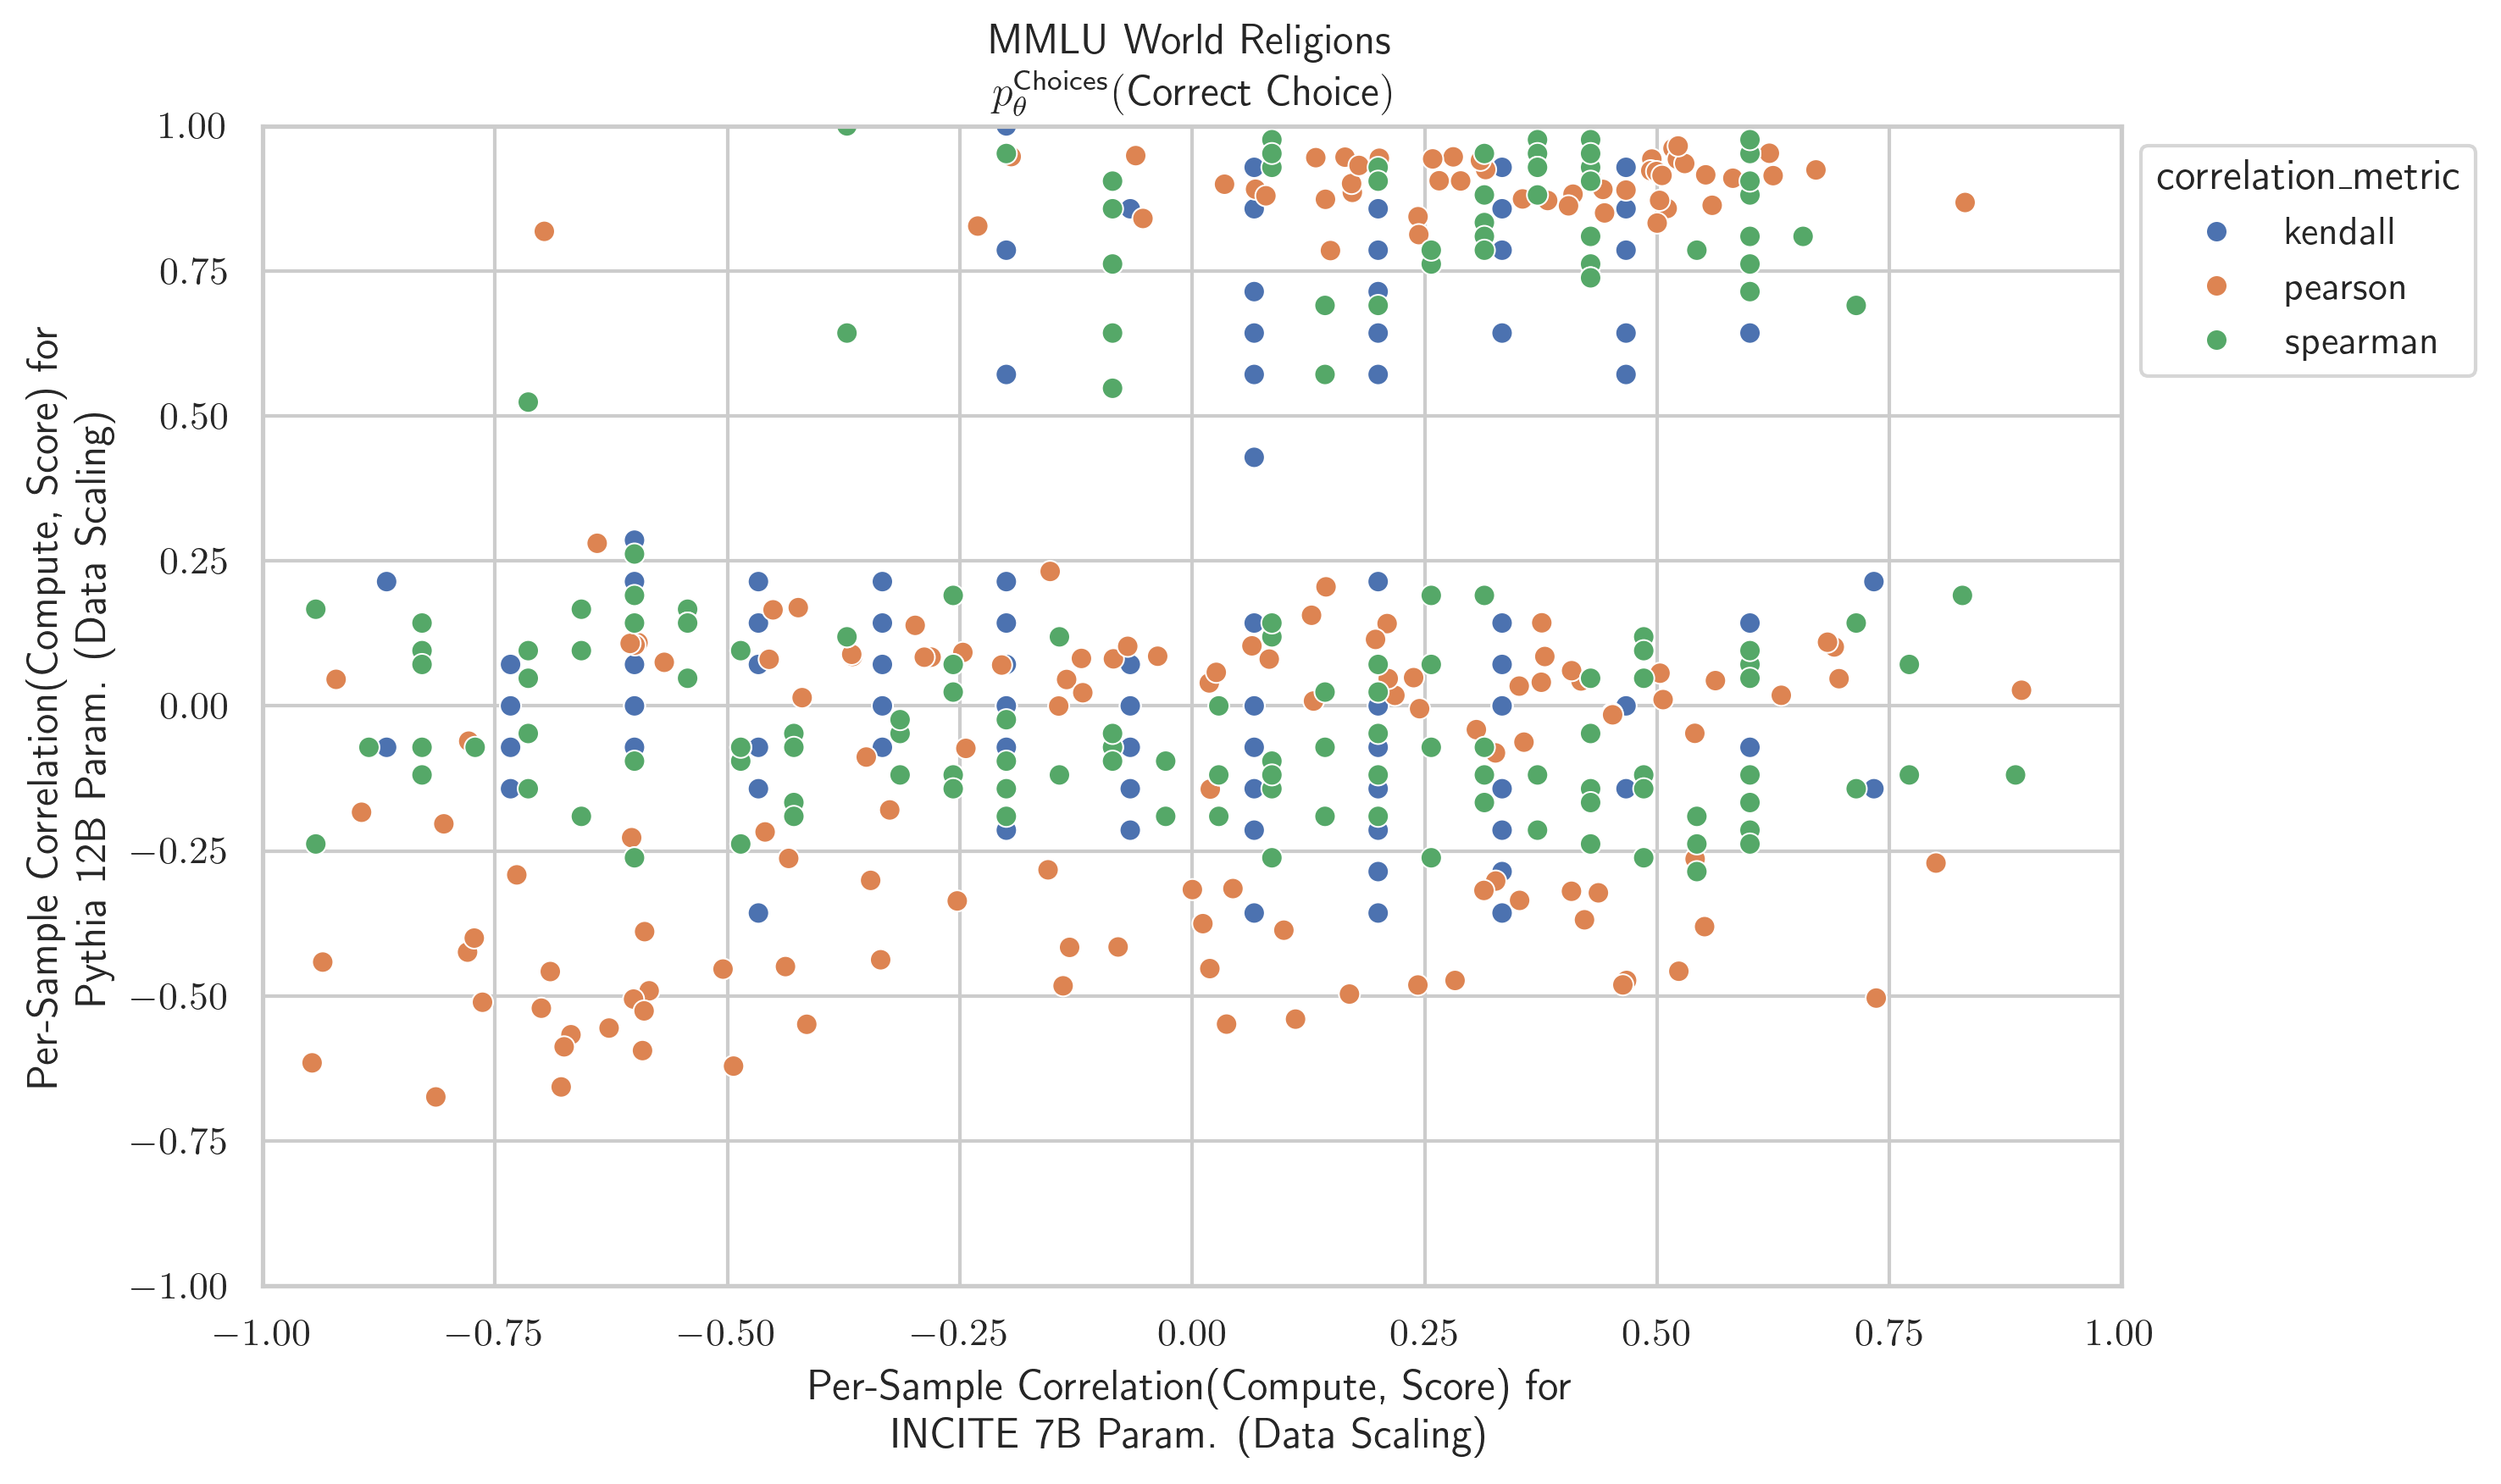 MMLU World Religions
p_θ^Choices(Correct Choice)
1.00
0.75
0.50
0.25
0.00
−0.25
−0.50
−0.75
−1.00
Per-Sample Correlation(Compute, Score) for
Pythia 12B Param. (Data Scaling)
correlation_metric
kendall
pearson
spearman
−1.00 −0.75 −0.50 −0.25 0.00 0.25 0.50 0.75 1.00
Per-Sample Correlation(Compute, Score) for
INCITE 7B Param. (Data Scaling)